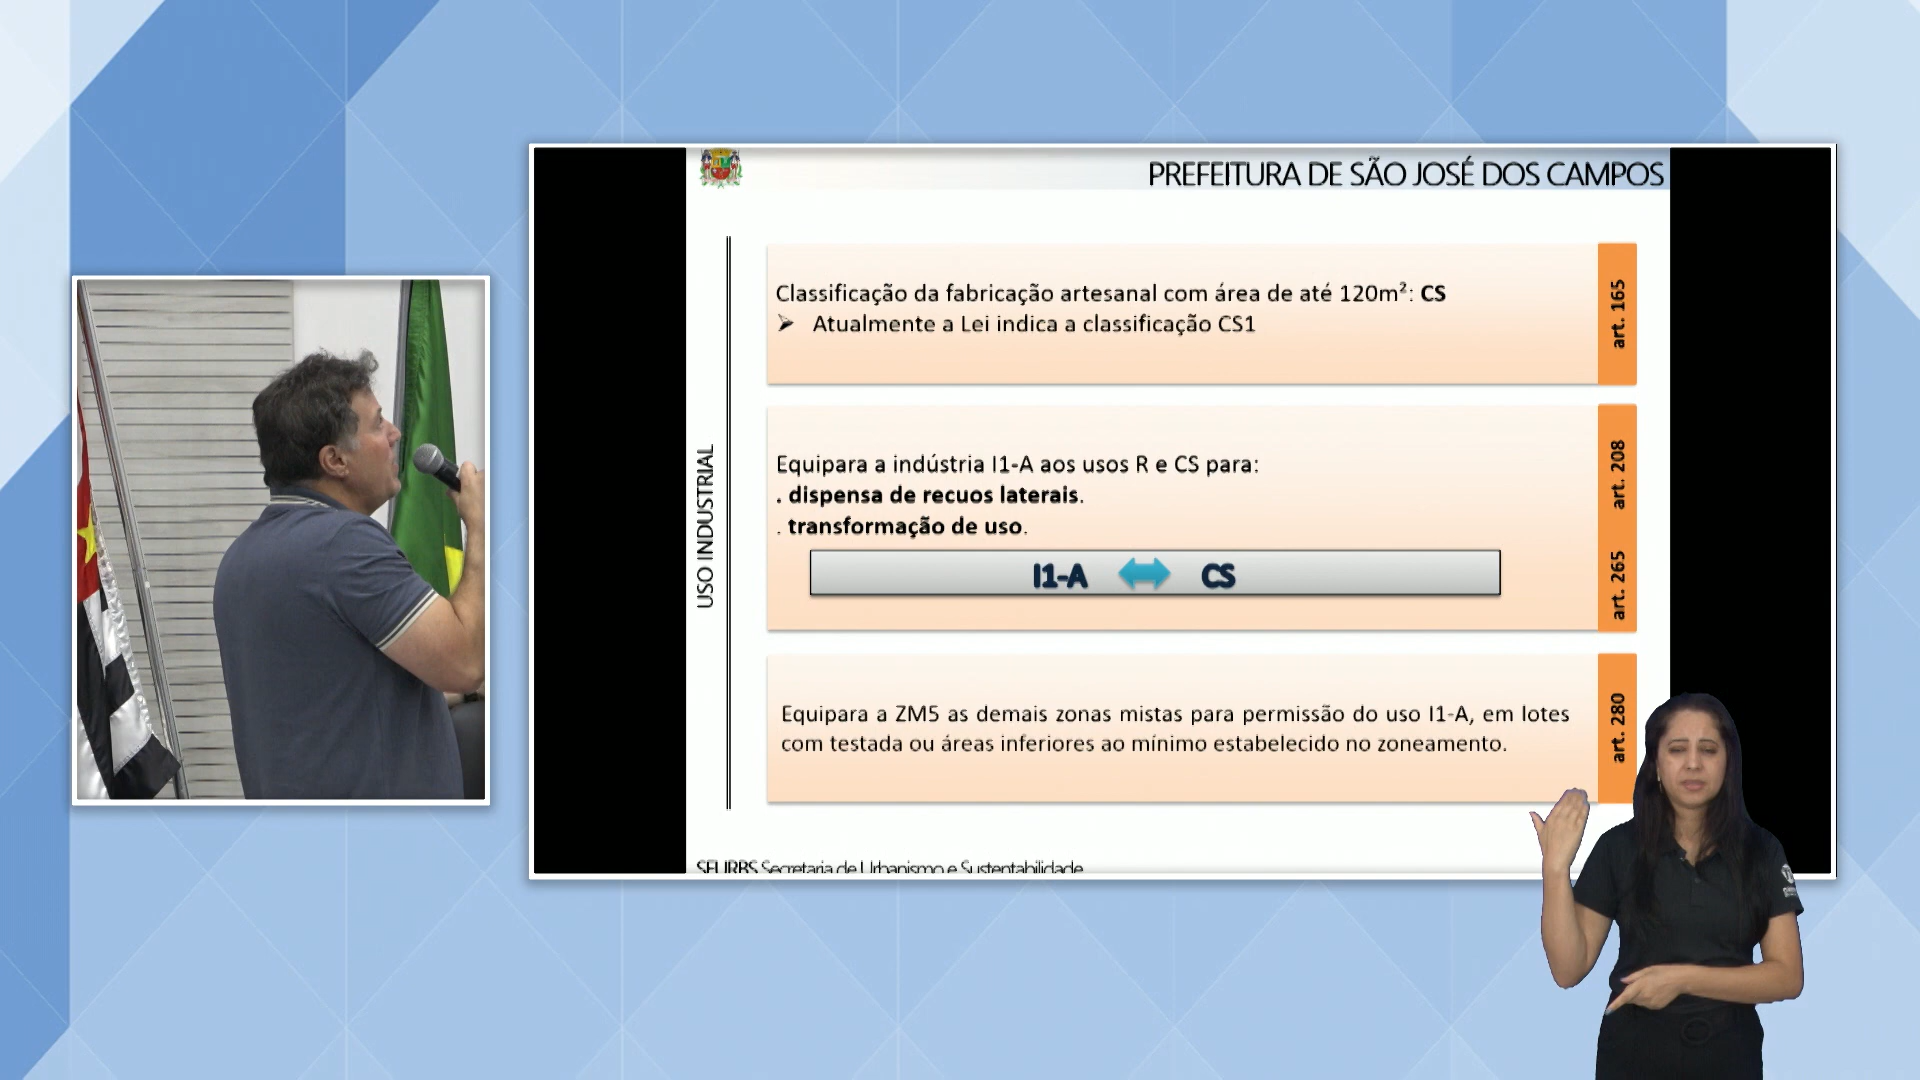 PREFEITURA DE SÃO JOSÉ DOS CAMPOS
USO INDUSTRIAL
Classificação da fabricação artesanal com área de até 120m²: CS
➢ Atualmente a Lei indica a classificação CS1
art. 165
Equipara a indústria I1-A aos usos R e CS para:
. dispensa de recuos laterais.
. transformação de uso.
I1-A CS
art. 208
art. 265
Equipara a ZM5 as demais zonas mistas para permissão do uso I1-A, em lotes
com testada ou áreas inferiores ao mínimo estabelecido no zoneamento.
art. 280
SEURBS Secretaria de Urbanismo e Sustentabilidade